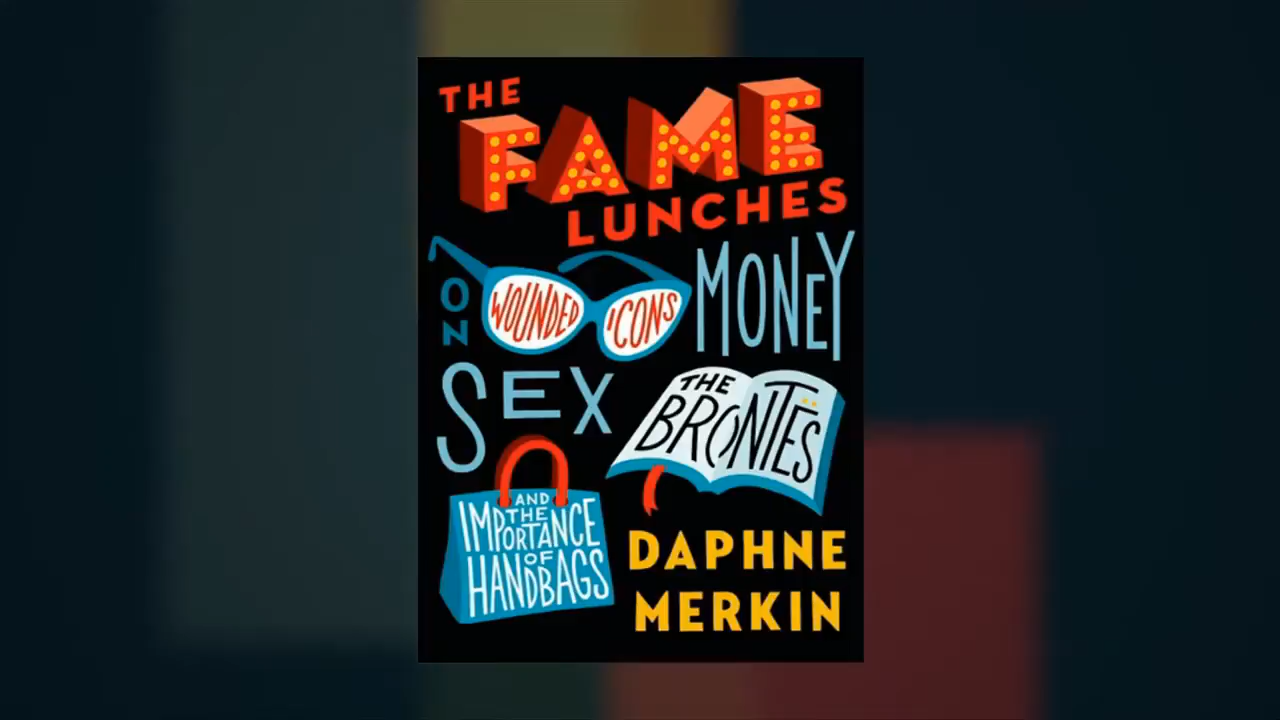 THE
FAME
LUNCHES
ON
WOUNDED ICONS
MONEY
SEX
THE
BRONTËS
AND
THE
IMPORTANCE
OF
HANDBAGS
DAPHNE
MERKIN